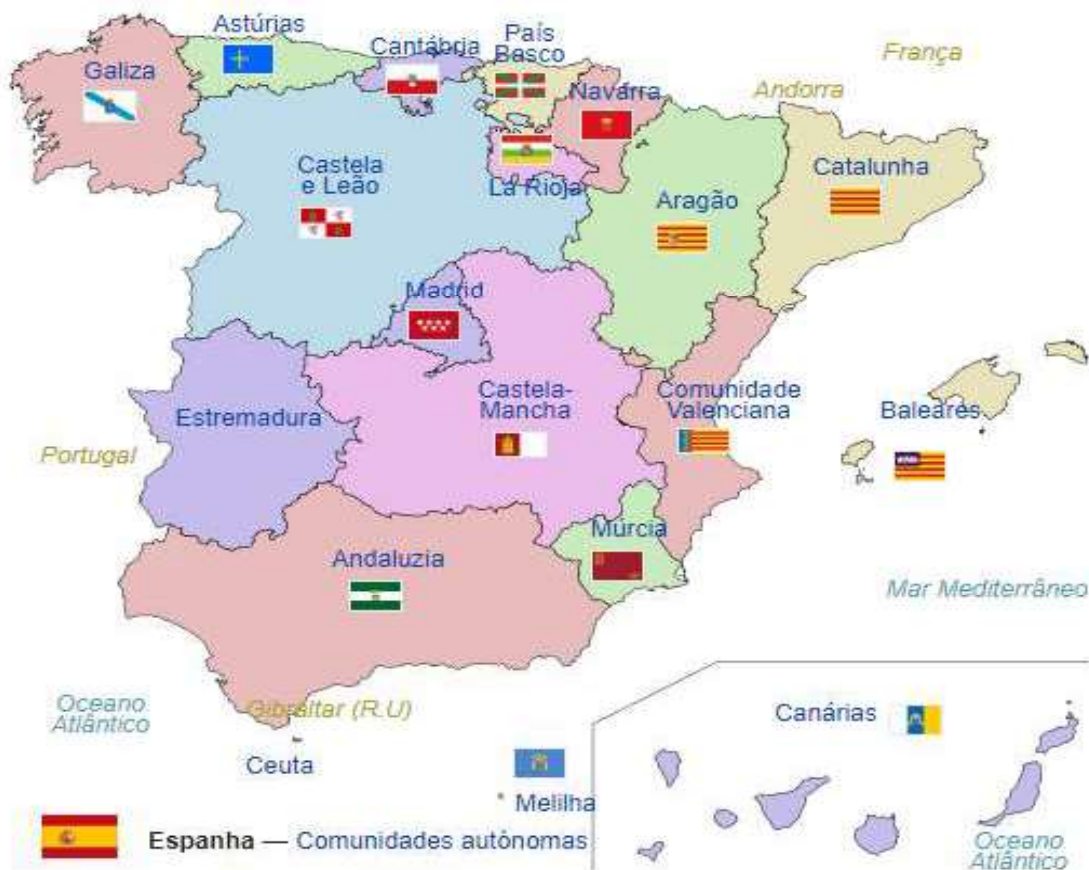 Astúrias
Cantábria
País
Basco
França
Galiza
Navarra
Andorra
Castela
e Leão
La Rioja
Catalunha
Aragão
Madrid
Castela-
Mancha
Comunidade
Valenciana
Estremadura
Baleares
Portugal
Múrcia
Andaluzia
Mar Mediterrâneo
Oceano
Atlântico
Gibraltar (R.U)
Canárias
Ceuta
Melilha
Espanha — Comunidades autônomas
Oceano
Atlântico